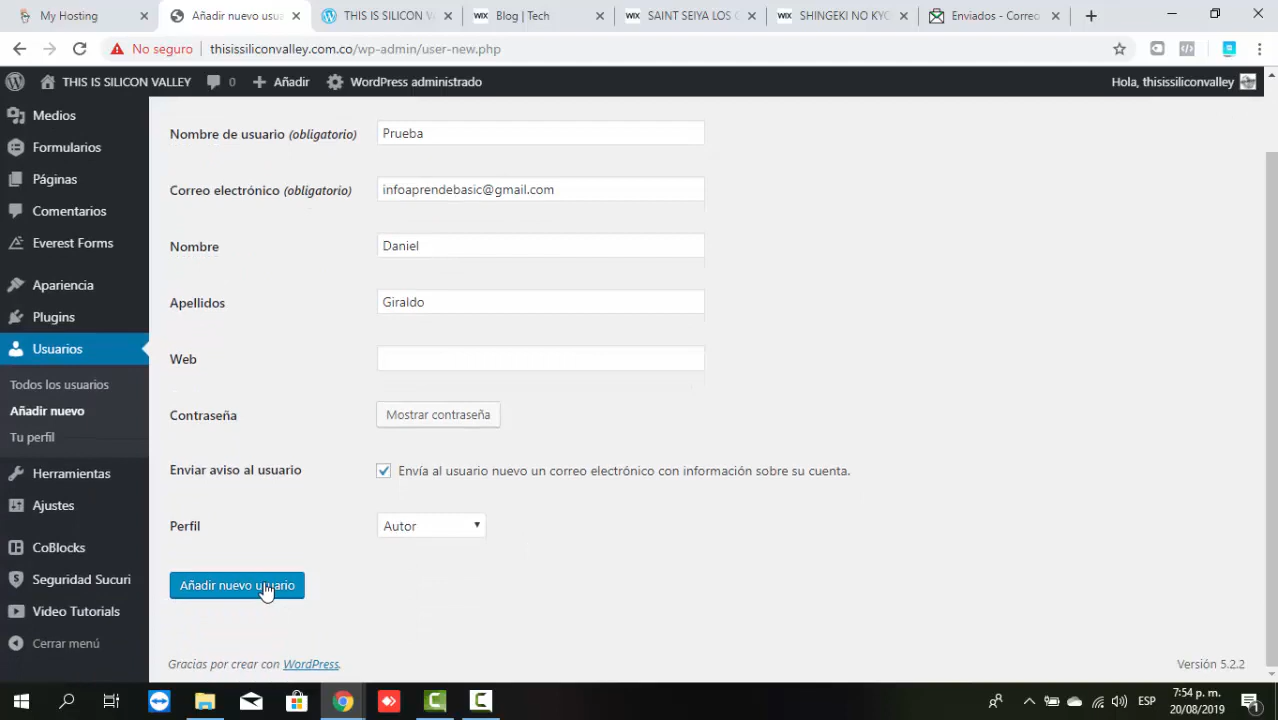 My Hosting
Añadir nuevo usua
THIS IS SILICON V
Blog | Tech
SAINT SEIYA LOS
SHINGEKI NO KYO
Enviados - Correo
No seguro
thisissiliconvalley.com.co/wp-admin/user-new.php
THIS IS SILICON VALLEY
0
Añadir
WordPress administrado
Hola, thisissiliconvalley
Medios
Formularios
Páginas
Comentarios
Everest Forms
Apariencia
Plugins
Usuarios
Todos los usuarios
Añadir nuevo
Tu perfil
Herramientas
Ajustes
CoBlocks
Seguridad Sucuri
Video Tutorials
Cerrar menú
Nombre de usuario (obligatorio)
Prueba
Correo electrónico (obligatorio)
infoaprendebasic@gmail.com
Nombre
Daniel
Apellidos
Giraldo
Web
Contraseña
Mostrar contraseña
Enviar aviso al usuario
Envía al usuario nuevo un correo electrónico con información sobre su cuenta.
Perfil
Autor
Añadir nuevo usuario
Gracias por crear con WordPress.
Versión 5.2.2
ESP
7:54 p. m.
20/08/2019
1